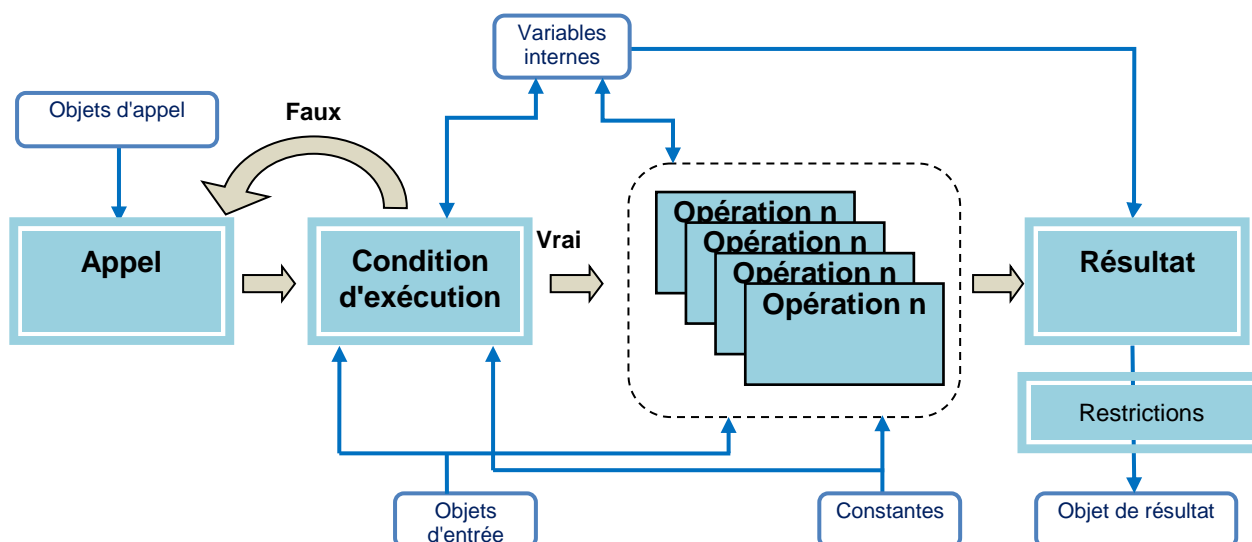 Variables
internes
Objets d'appel
Faux
Appel
Condition
d'exécution
Vrai
Opération n
Opération n
Opération n
Opération n
Résultat
Restrictions
Objets
d'entrée
Constantes
Objet de résultat